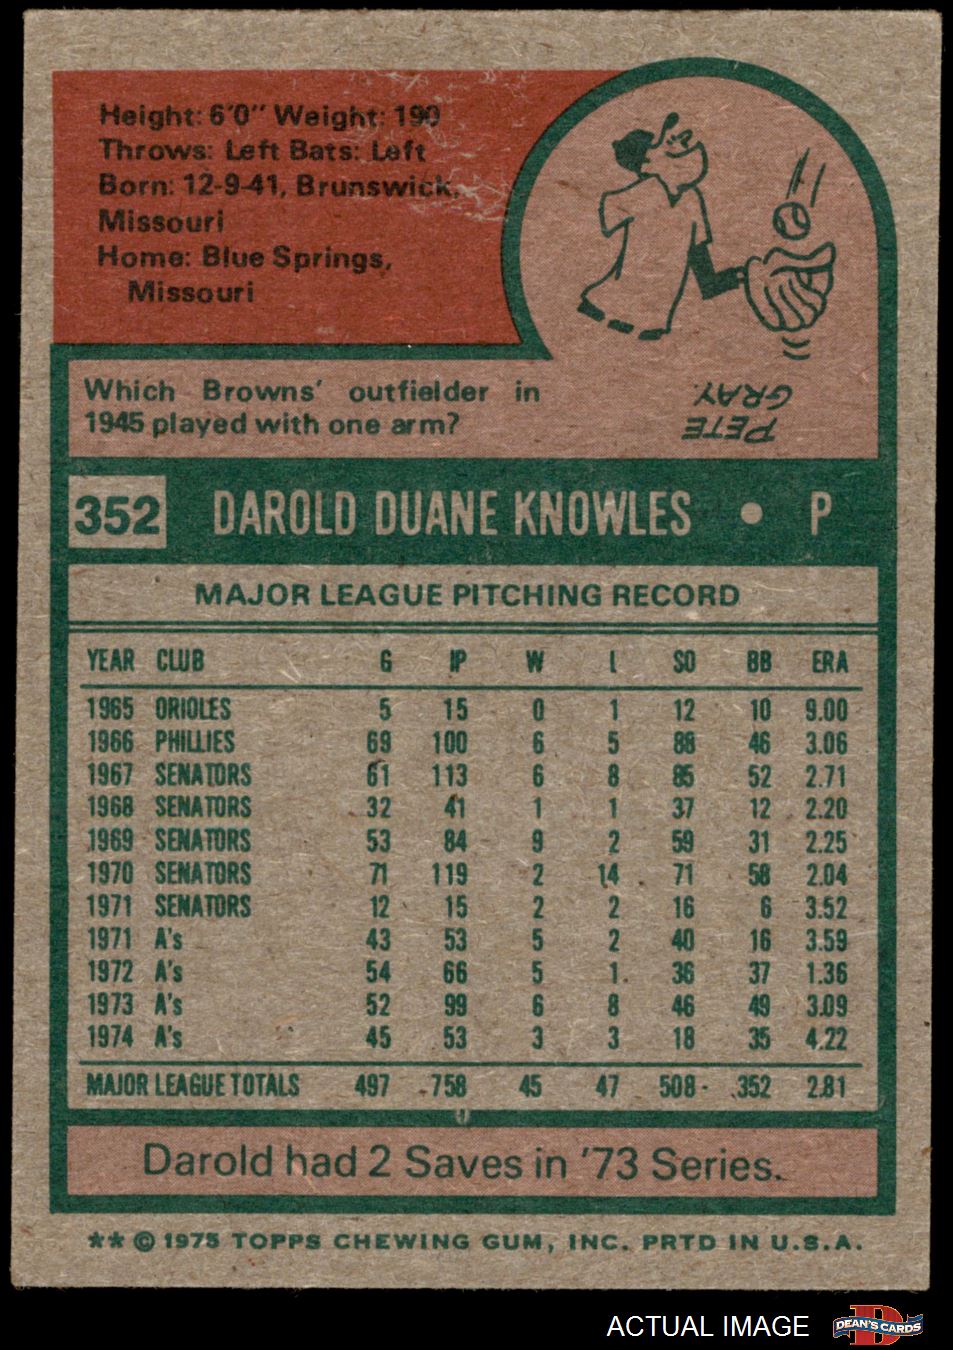 Height: 6'0" Weight: 190
Throws: Left Bats: Left
Born: 12-9-41, Brunswick,
Missouri
Home: Blue Springs,
Missouri
Which Browns' outfielder in
1945 played with one arm?
PETE
GRAY
352 DAROLD DUANE KNOWLES • P
MAJOR LEAGUE PITCHING RECORD
YEAR CLUB G IP W L SO BB ERA
1965 ORIOLES 5 15 0 1 12 10 9.00
1966 PHILLIES 69 100 6 5 88 46 3.06
1967 SENATORS 61 113 6 8 85 52 2.71
1968 SENATORS 32 41 1 1 37 12 2.20
1969 SENATORS 53 84 9 2 59 31 2.25
1970 SENATORS 71 119 2 14 71 58 2.04
1971 SENATORS 12 15 2 2 16 6 3.52
1971 A's 43 53 5 2 40 16 3.59
1972 A's 54 66 5 1 36 37 1.36
1973 A's 52 99 6 8 46 49 3.09
1974 A's 45 53 3 3 18 35 4.22
MAJOR LEAGUE TOTALS 497 758 45 47 508 352 2.81
Darold had 2 Saves in '73 Series.
** © 1975 TOPPS CHEWING GUM, INC. PRTD IN U.S.A.
ACTUAL IMAGE
D
DEAN'S CARDS